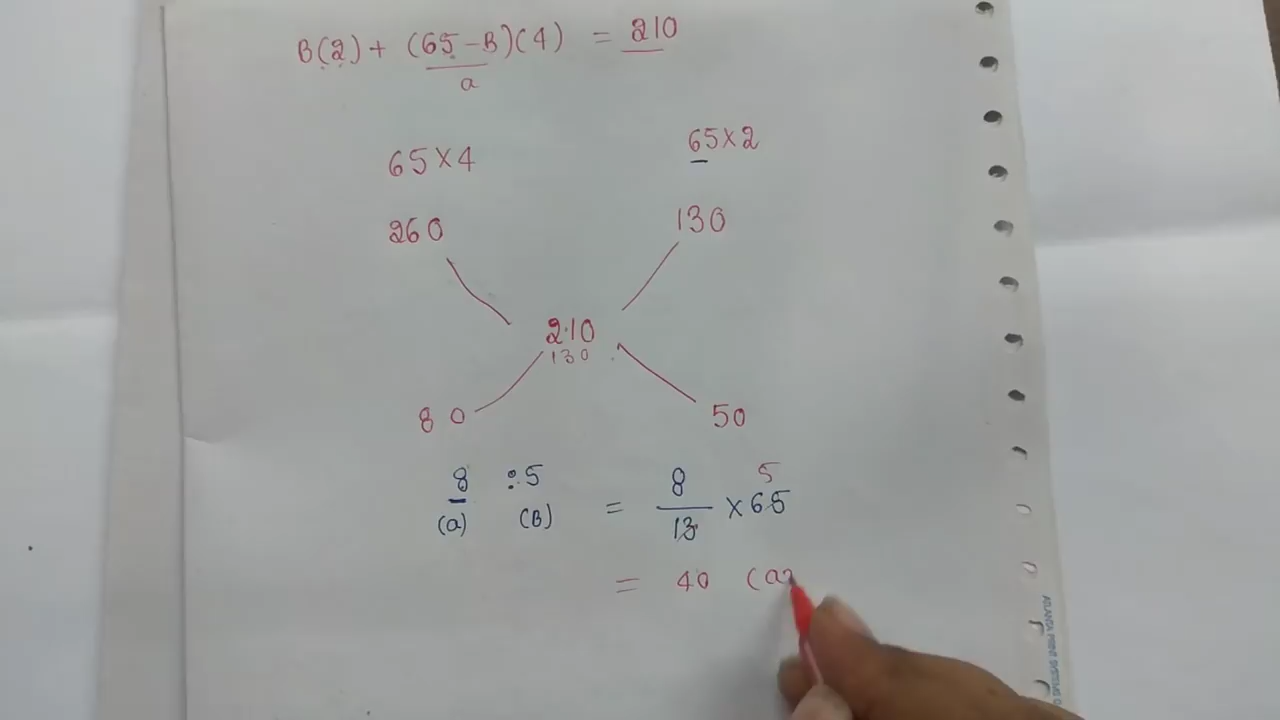 B(2) + (65-B)(4) = 210
a
65×4 65×2
260 130
210
130
80 50
8 : 5 = 8/13 × 65 5
(a) (B)
= 40 (a)